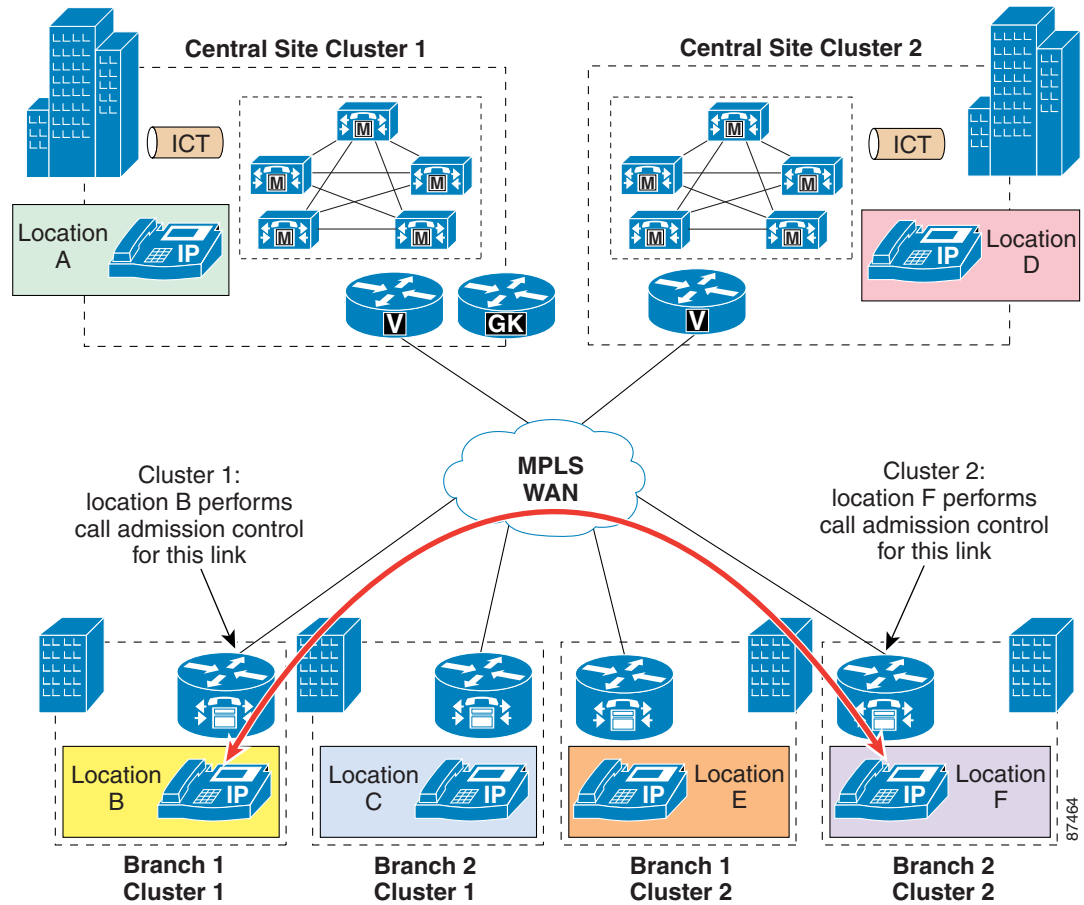 Central Site Cluster 1
Central Site Cluster 2
M
M
M
M
M
M
M
M
M
M
ICT
ICT
Location
A
IP
IP
Location
D
V
GK
V
MPLS
WAN
Cluster 1:
location B performs
call admission control
for this link
Cluster 2:
location F performs
call admission control
for this link
Location
B
IP
Location
C
IP
IP
Location
E
IP
Location
F
87464
Branch 1
Cluster 1
Branch 2
Cluster 1
Branch 1
Cluster 2
Branch 2
Cluster 2